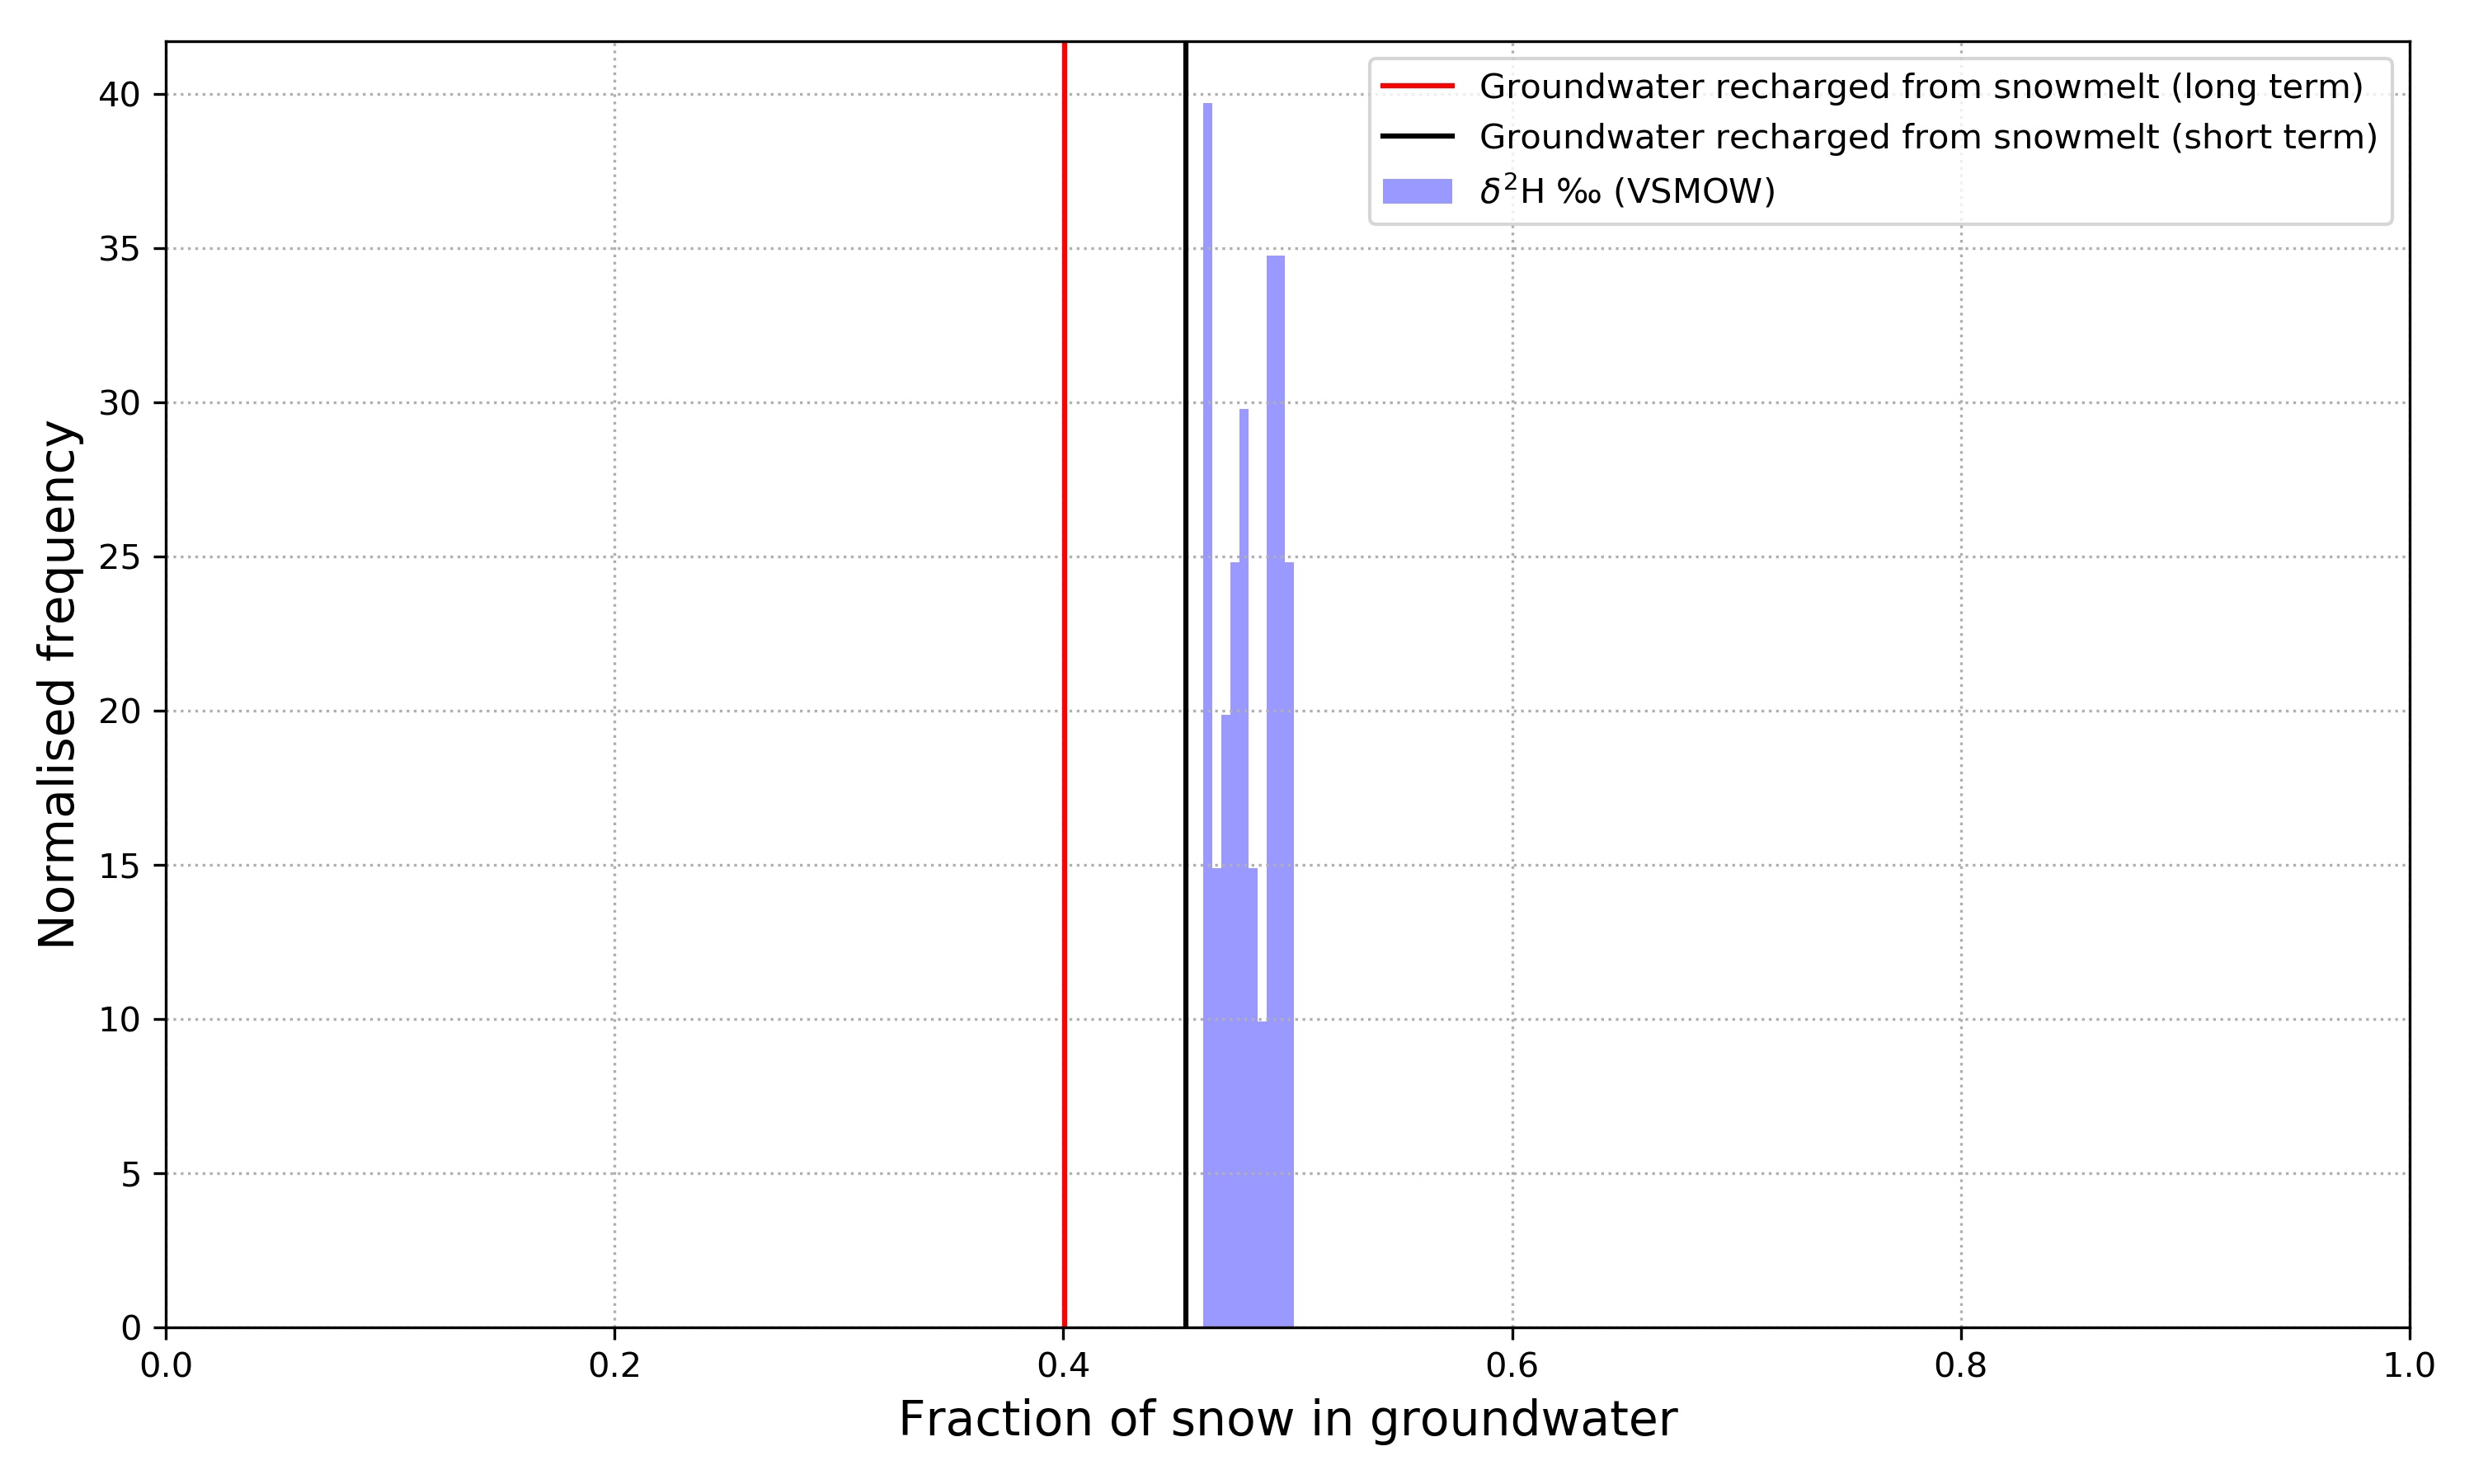 Groundwater recharged from snowmelt (long term)
Groundwater recharged from snowmelt (short term)
δ²H ‰ (VSMOW)
Normalised frequency
40
35
30
25
20
15
10
5
0
0.0 0.2 0.4 0.6 0.8 1.0
Fraction of snow in groundwater